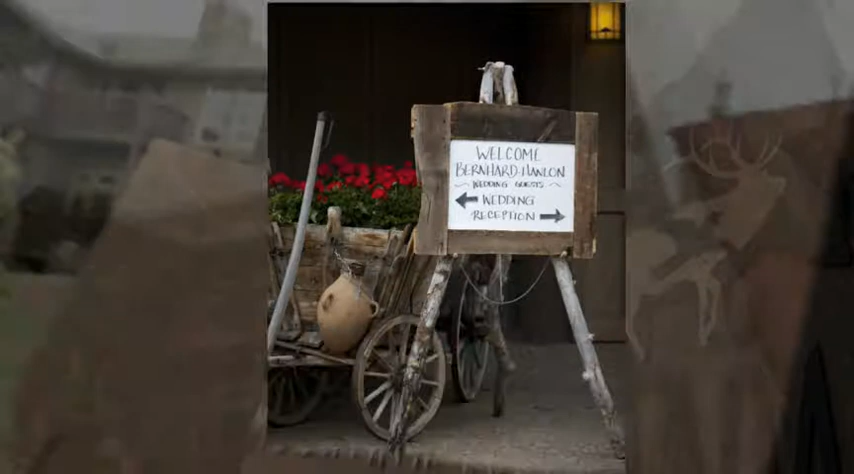 WELCOME
BERNHARD-HANLON
~ WEDDING GUESTS ~
← WEDDING
RECEPTION →